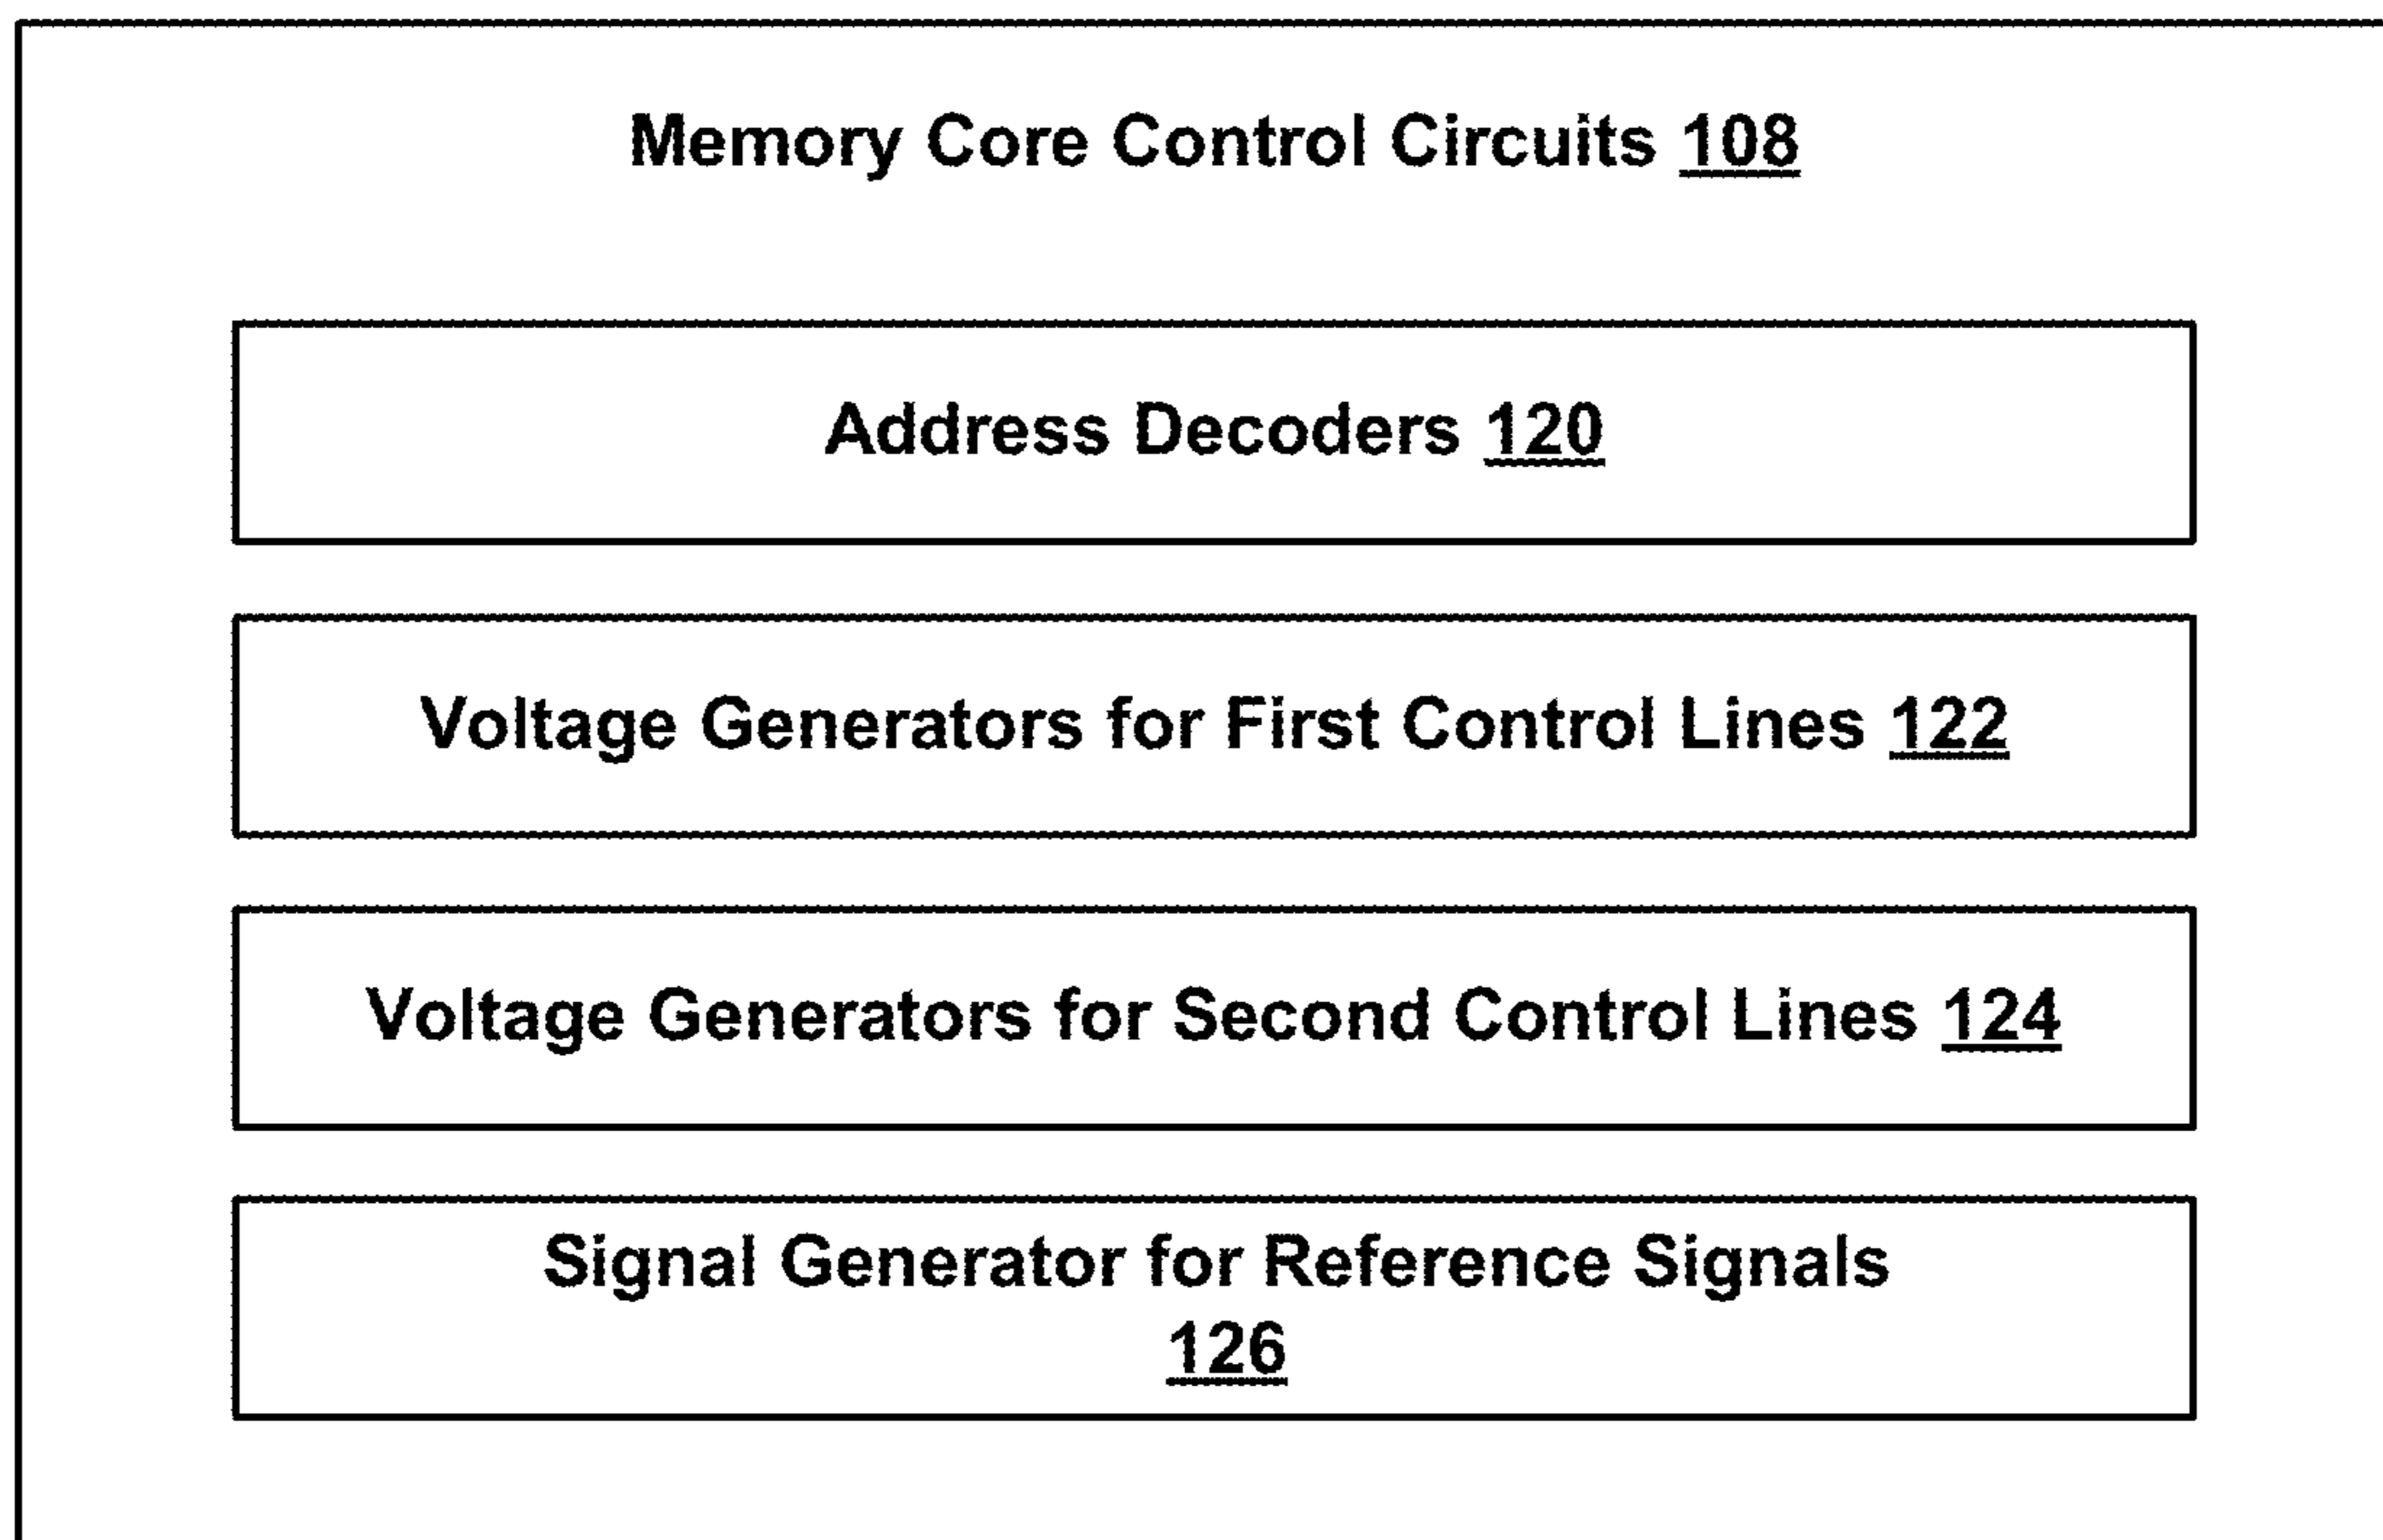 Memory Core Control Circuits 108
Address Decoders 120
Voltage Generators for First Control Lines 122
Voltage Generators for Second Control Lines 124
Signal Generator for Reference Signals
126